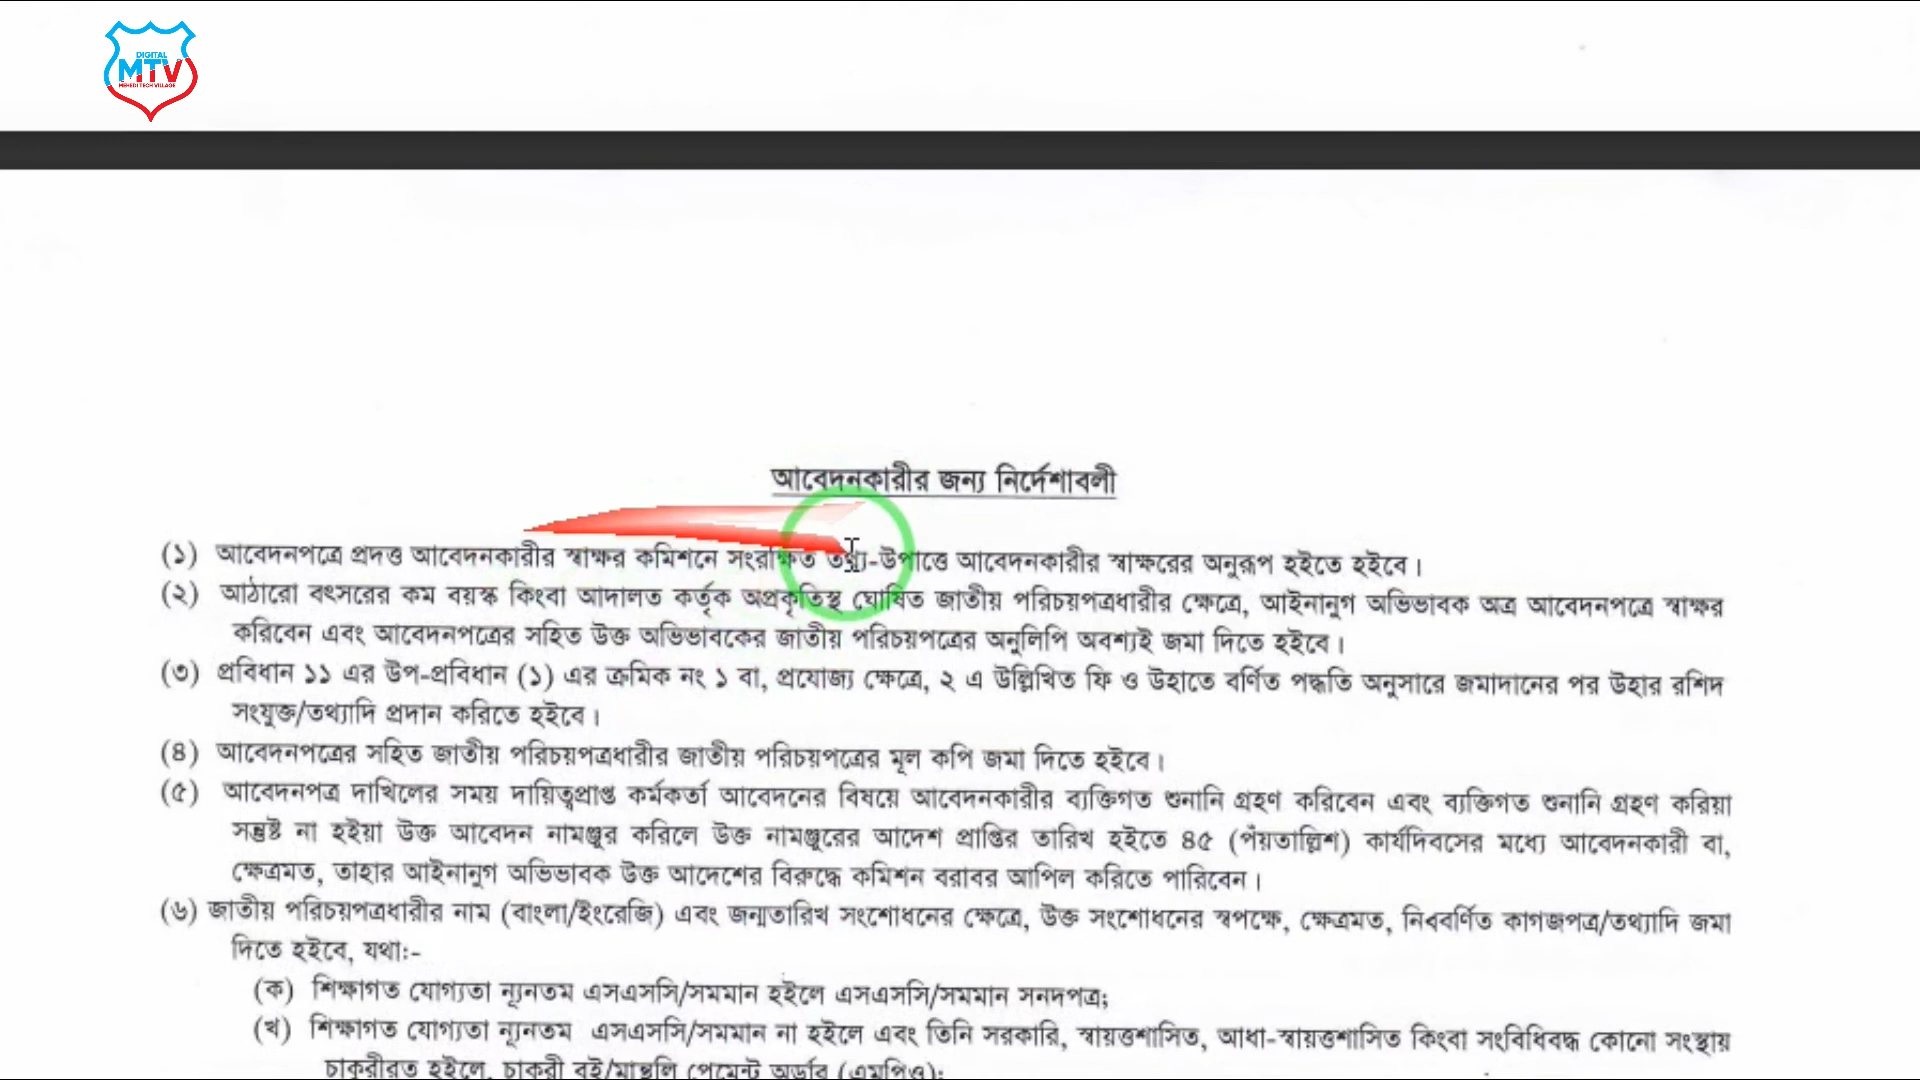 DIGITAL
MTV
MEHEDI TECH VILLAGE
আবেদনকারীর জন্য নির্দেশাবলী
(১) আবেদনপত্রে প্রদত্ত আবেদনকারীর স্বাক্ষর কমিশনে সংরক্ষিত তথ্য-উপাত্তে আবেদনকারীর স্বাক্ষরের অনুরূপ হইতে হইবে।
(২) আঠারো বৎসরের কম বয়স্ক কিংবা আদালত কর্তৃক অপ্রকৃতিস্থ ঘোষিত জাতীয় পরিচয়পত্রধারীর ক্ষেত্রে, আইনানুগ অভিভাবক অত্র আবেদনপত্রে স্বাক্ষর
করিবেন এবং আবেদনপত্রের সহিত উক্ত অভিভাবকের জাতীয় পরিচয়পত্রের অনুলিপি অবশ্যই জমা দিতে হইবে।
(৩) প্রবিধান ১১ এর উপ-প্রবিধান (১) এর ক্রমিক নং ১ বা, প্রযোজ্য ক্ষেত্রে, ২ এ উল্লিখিত ফি ও উহাতে বর্ণিত পদ্ধতি অনুসারে জমাদানের পর উহার রশিদ
সংযুক্ত/তথ্যাদি প্রদান করিতে হইবে।
(৪) আবেদনপত্রের সহিত জাতীয় পরিচয়পত্রধারীর জাতীয় পরিচয়পত্রের মূল কপি জমা দিতে হইবে।
(৫) আবেদনপত্র দাখিলের সময় দায়িত্বপ্রাপ্ত কর্মকর্তা আবেদনের বিষয়ে আবেদনকারীর ব্যক্তিগত শুনানি গ্রহণ করিবেন এবং ব্যক্তিগত শুনানি গ্রহণ করিয়া
সন্তুষ্ট না হইয়া উক্ত আবেদন নামঞ্জুর করিলে উক্ত নামঞ্জুরের আদেশ প্রাপ্তির তারিখ হইতে ৪৫ (পঁয়তাল্লিশ) কার্যদিবসের মধ্যে আবেদনকারী বা,
ক্ষেত্রমত, তাহার আইনানুগ অভিভাবক উক্ত আদেশের বিরুদ্ধে কমিশন বরাবর আপিল করিতে পারিবেন।
(৬) জাতীয় পরিচয়পত্রধারীর নাম (বাংলা/ইংরেজি) এবং জন্মতারিখ সংশোধনের ক্ষেত্রে, উক্ত সংশোধনের স্বপক্ষে, ক্ষেত্রমত, নিম্নবর্ণিত কাগজপত্র/তথ্যাদি জমা
দিতে হইবে, যথা:-
(ক) শিক্ষাগত যোগ্যতা ন্যূনতম এসএসসি/সমমান হইলে এসএসসি/সমমান সনদপত্র;
(খ) শিক্ষাগত যোগ্যতা ন্যূনতম এসএসসি/সমমান না হইলে এবং তিনি সরকারি, স্বায়ত্তশাসিত, আধা-স্বায়ত্তশাসিত কিংবা সংবিধিবদ্ধ কোনো সংস্থায়
চাকুরীরত হইলে, চাকুরী বই/মান্থলি পেমেন্ট অর্ডার (এমপিও);